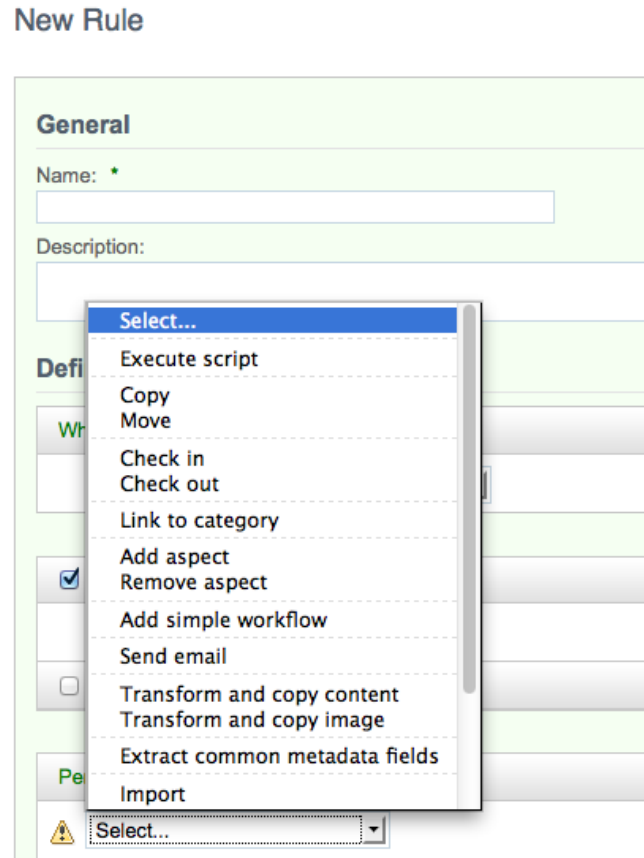 New Rule
General
Name: *
Description:
Select...
Execute script
Defi
Copy
Move
Wh
Check in
Check out
Link to category
Add aspect
Remove aspect
Add simple workflow
Send email
Transform and copy content
Transform and copy image
Extract common metadata fields
Pe
Import
Select...